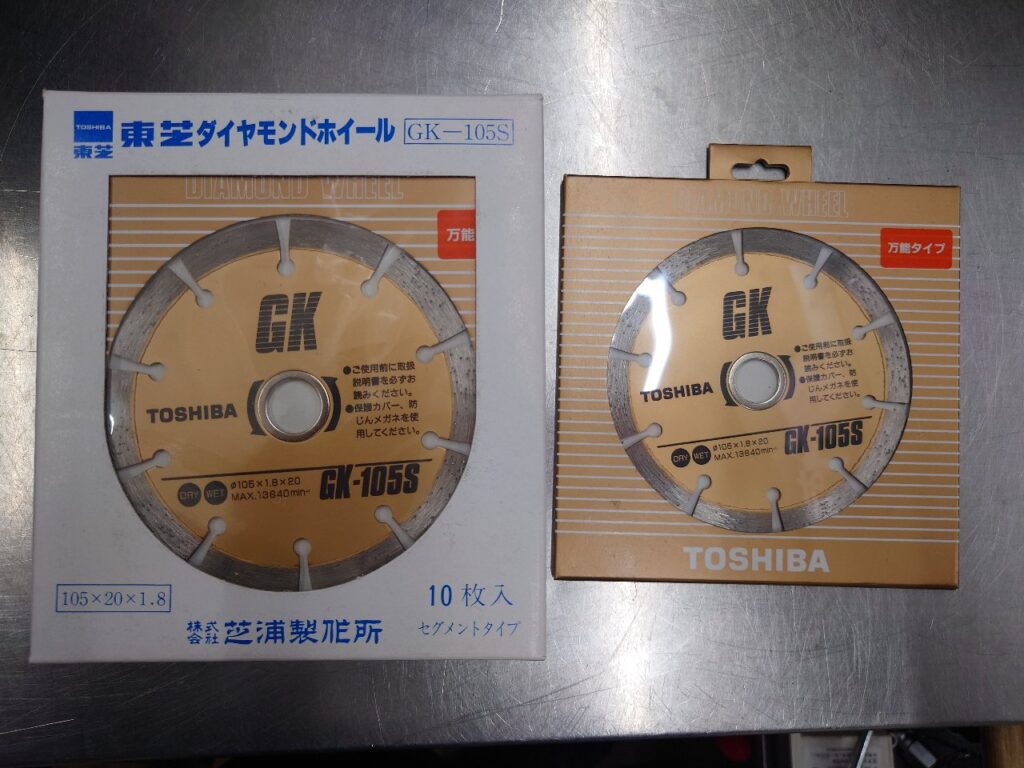 TOSHIBA
東芝
東芝ダイヤモンドホイール
GK-105S
DIAMOND WHEEL
万能
GK
●ご使用前に取扱
説明書を必ずお
読みください。
●保護カバー、防
じんメガネを使
用してください。
TOSHIBA
DRY WET
φ105×1.8×20
MAX.13640min⁻¹
GK-105S
105×20×1.8
10枚入
株式会社 芝浦製作所
セグメントタイプ
DIAMOND WHEEL
万能タイプ
GK
●ご使用前に取扱
説明書を必ずお
読みください。
●保護カバー、防
じんメガネを使
用してください。
TOSHIBA
DRY WET
φ105×1.8×20
MAX.13640min⁻¹
GK-105S
TOSHIBA